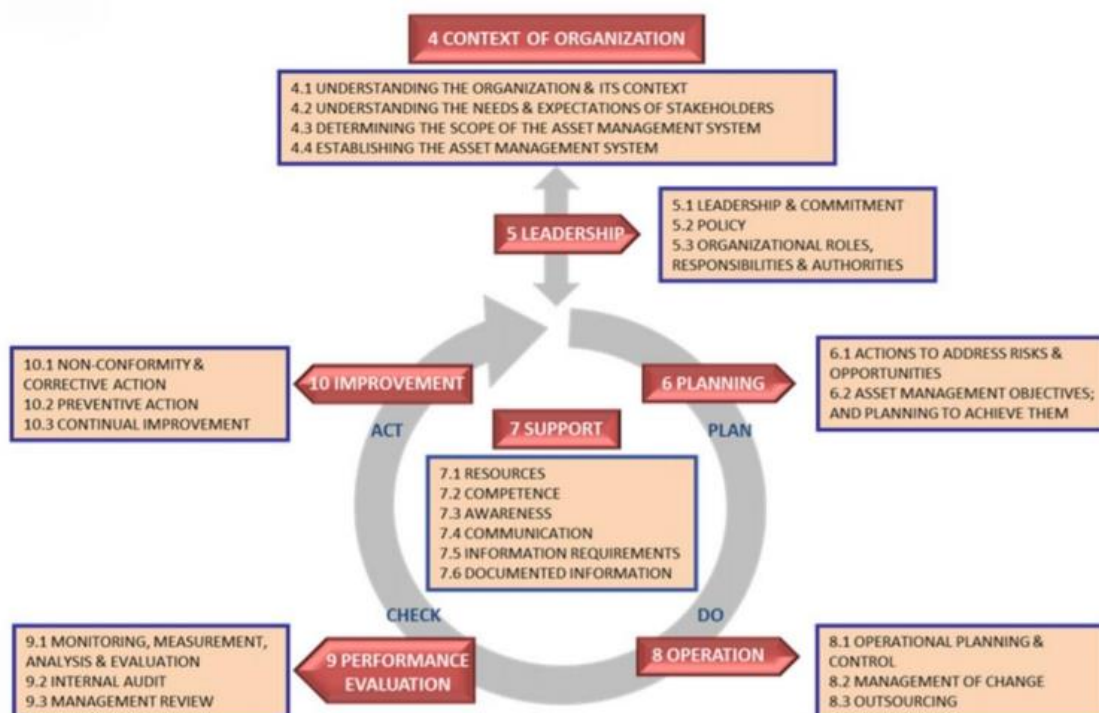 4 CONTEXT OF ORGANIZATION
4.1 UNDERSTANDING THE ORGANIZATION & ITS CONTEXT
4.2 UNDERSTANDING THE NEEDS & EXPECTATIONS OF STAKEHOLDERS
4.3 DETERMINING THE SCOPE OF THE ASSET MANAGEMENT SYSTEM
4.4 ESTABLISHING THE ASSET MANAGEMENT SYSTEM
5 LEADERSHIP
5.1 LEADERSHIP & COMMITMENT
5.2 POLICY
5.3 ORGANIZATIONAL ROLES,
RESPONSIBILITIES & AUTHORITIES
10.1 NON-CONFORMITY &
CORRECTIVE ACTION
10.2 PREVENTIVE ACTION
10.3 CONTINUAL IMPROVEMENT
10 IMPROVEMENT
ACT
6 PLANNING
PLAN
6.1 ACTIONS TO ADDRESS RISKS &
OPPORTUNITIES
6.2 ASSET MANAGEMENT OBJECTIVES;
AND PLANNING TO ACHIEVE THEM
7 SUPPORT
7.1 RESOURCES
7.2 COMPETENCE
7.3 AWARENESS
7.4 COMMUNICATION
7.5 INFORMATION REQUIREMENTS
7.6 DOCUMENTED INFORMATION
CHECK
DO
9.1 MONITORING, MEASUREMENT,
ANALYSIS & EVALUATION
9.2 INTERNAL AUDIT
9.3 MANAGEMENT REVIEW
9 PERFORMANCE
EVALUATION
8 OPERATION
8.1 OPERATIONAL PLANNING &
CONTROL
8.2 MANAGEMENT OF CHANGE
8.3 OUTSOURCING